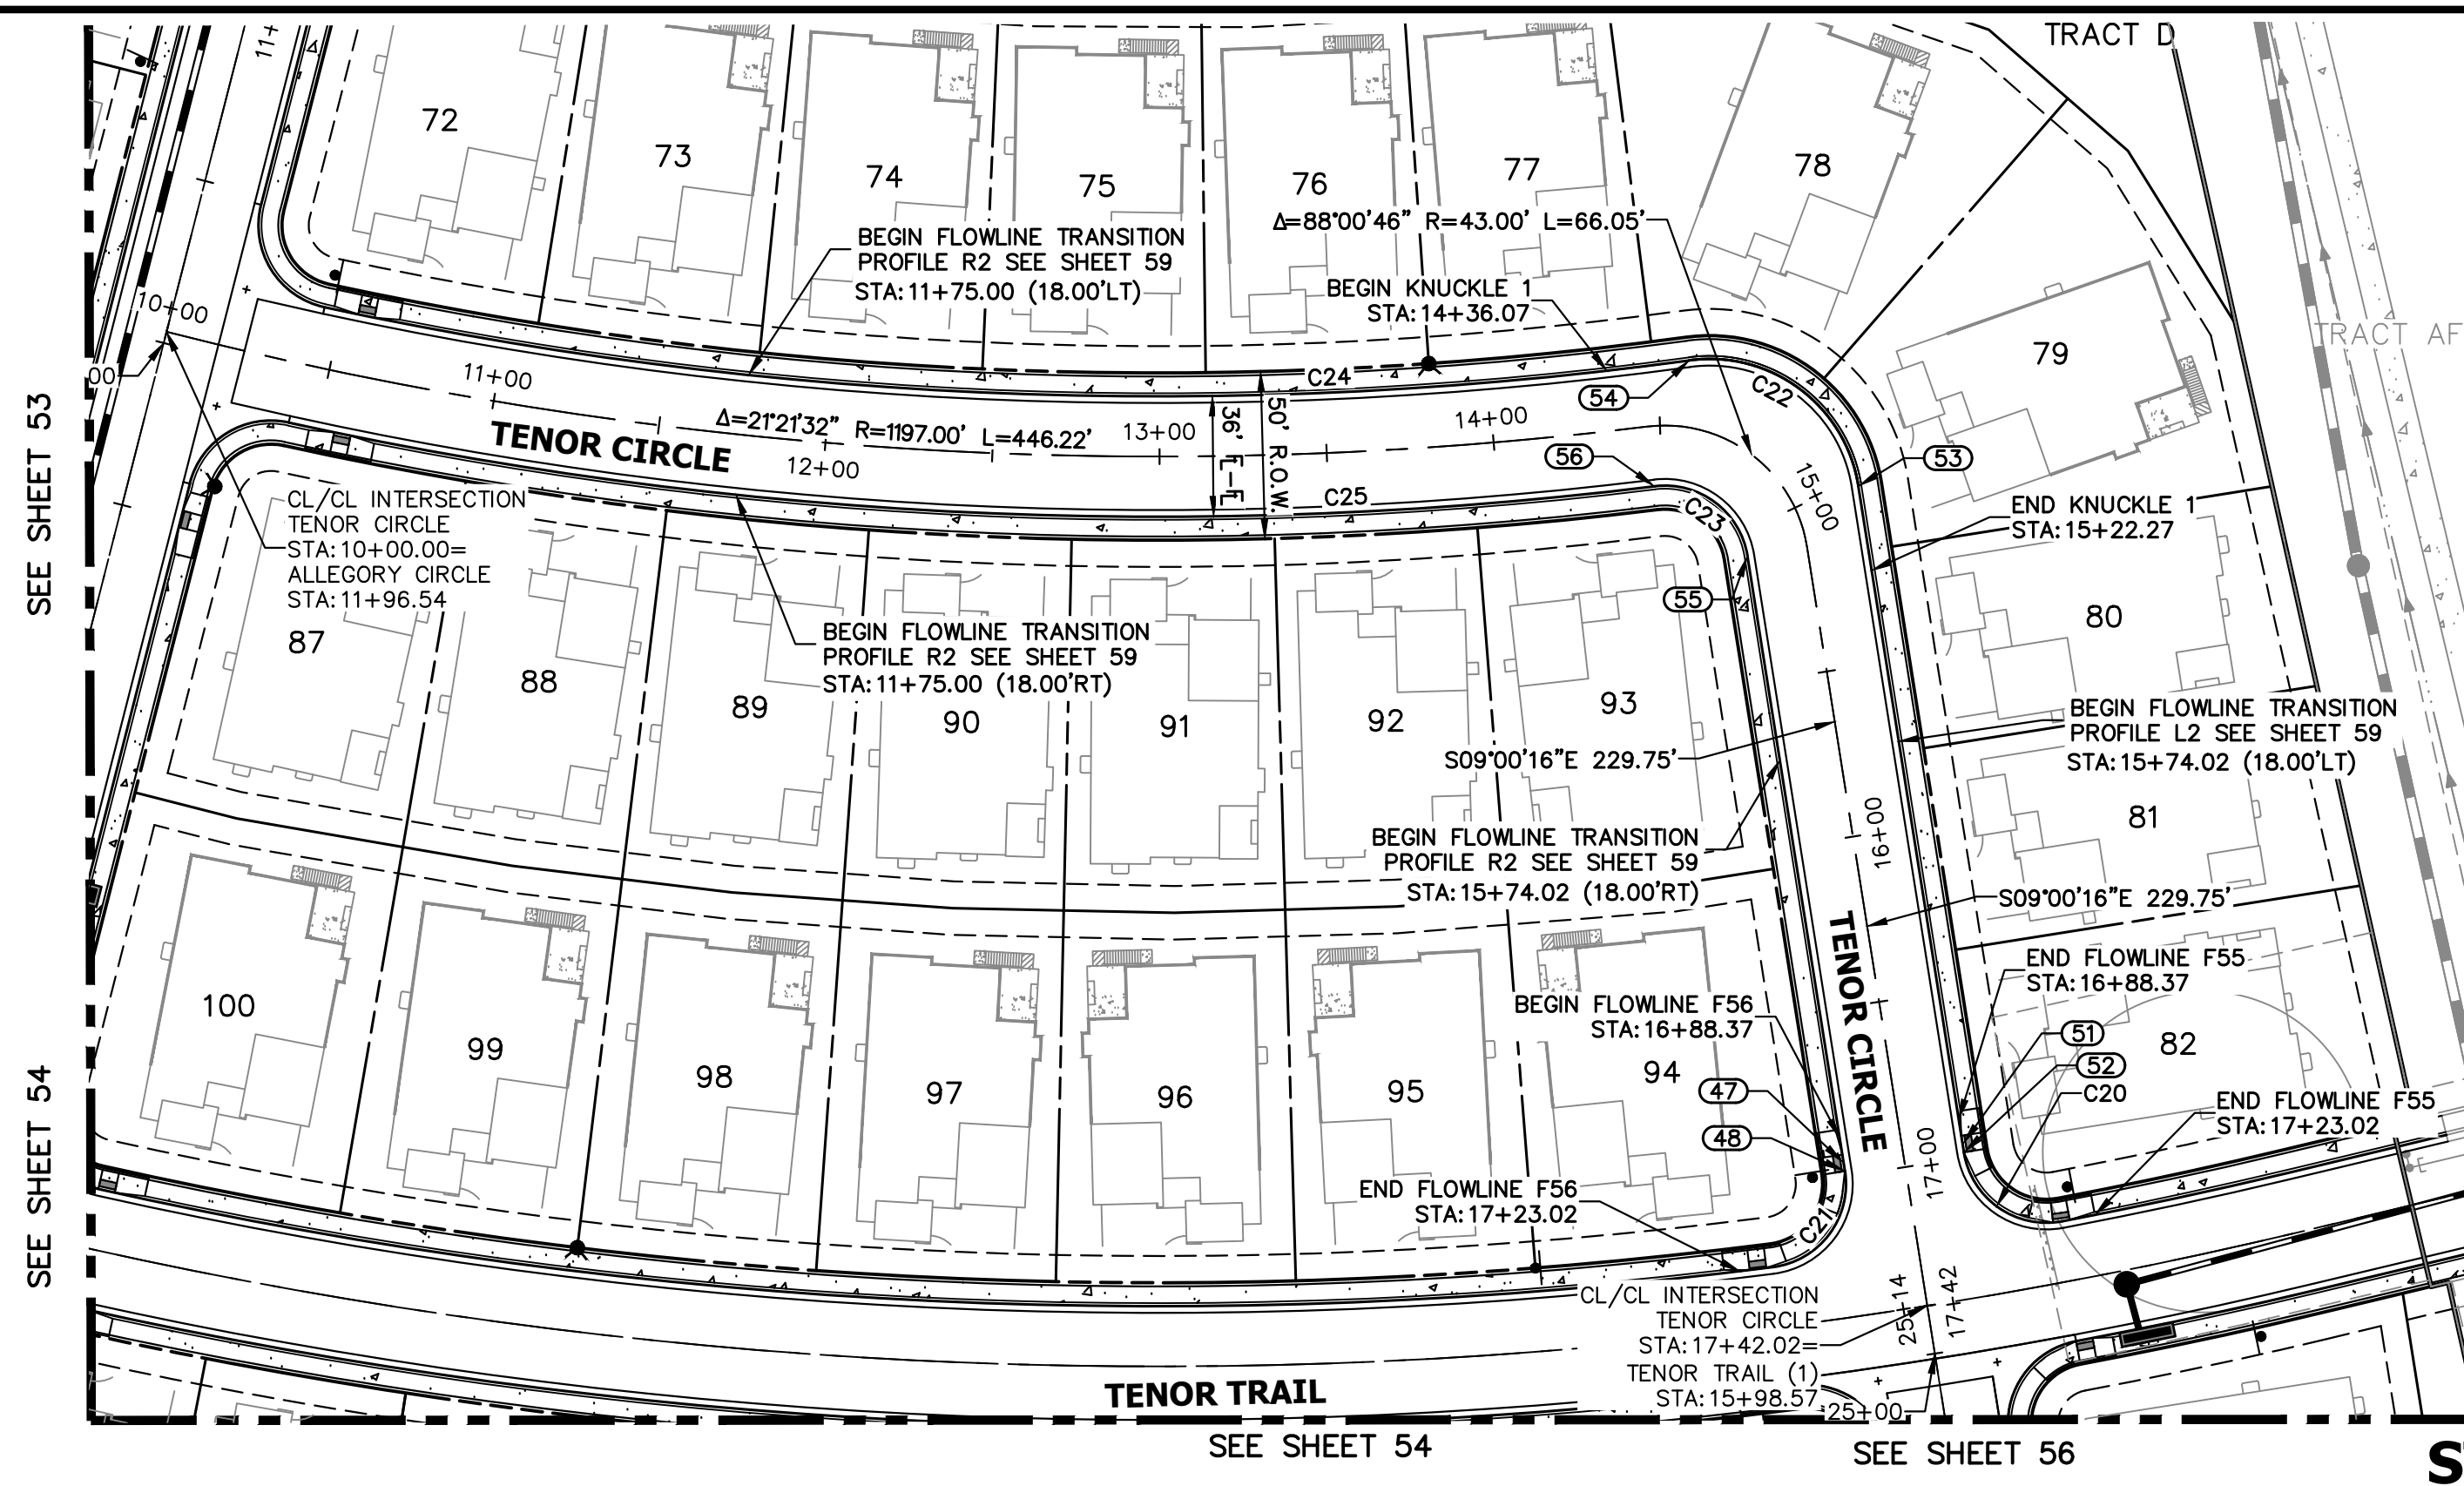 TRACT D
11+
72
73
74
75
76
77
78
Δ=88°00'46" R=43.00' L=66.05'
BEGIN FLOWLINE TRANSITION
PROFILE R2 SEE SHEET 59
STA:11+75.00 (18.00'LT)
BEGIN KNUCKLE 1
STA:14+36.07
10+00
00
TRACT AF
79
11+00
C24
C22
54
SEE SHEET 53
TENOR CIRCLE
Δ=21°21'32" R=1197.00' L=446.22'
12+00
13+00
36' F-F
50' R.O.W.
14+00
56
53
15+00
C25
C23
CL/CL INTERSECTION
TENOR CIRCLE
STA:10+00.00=
ALLEGORY CIRCLE
STA:11+96.54
END KNUCKLE 1
STA:15+22.27
55
80
87
88
89
90
91
92
93
BEGIN FLOWLINE TRANSITION
PROFILE R2 SEE SHEET 59
STA:11+75.00 (18.00'RT)
S09°00'16"E 229.75'
BEGIN FLOWLINE TRANSITION
PROFILE L2 SEE SHEET 59
STA:15+74.02 (18.00'LT)
81
BEGIN FLOWLINE TRANSITION
PROFILE R2 SEE SHEET 59
STA:15+74.02 (18.00'RT)
16+00
S09°00'16"E 229.75'
TENOR CIRCLE
END FLOWLINE F55
STA:16+88.37
BEGIN FLOWLINE F56
STA:16+88.37
100
99
98
97
96
95
94
82
51
52
C20
47
48
END FLOWLINE F55
STA:17+23.02
SEE SHEET 54
17+00
END FLOWLINE F56
STA:17+23.02
C21
E
CL/CL INTERSECTION
TENOR CIRCLE
STA:17+42.02=
TENOR TRAIL (1)
STA:15+98.57
25+14
17+42
25+00
TENOR TRAIL
SEE SHEET 54
SEE SHEET 56
S